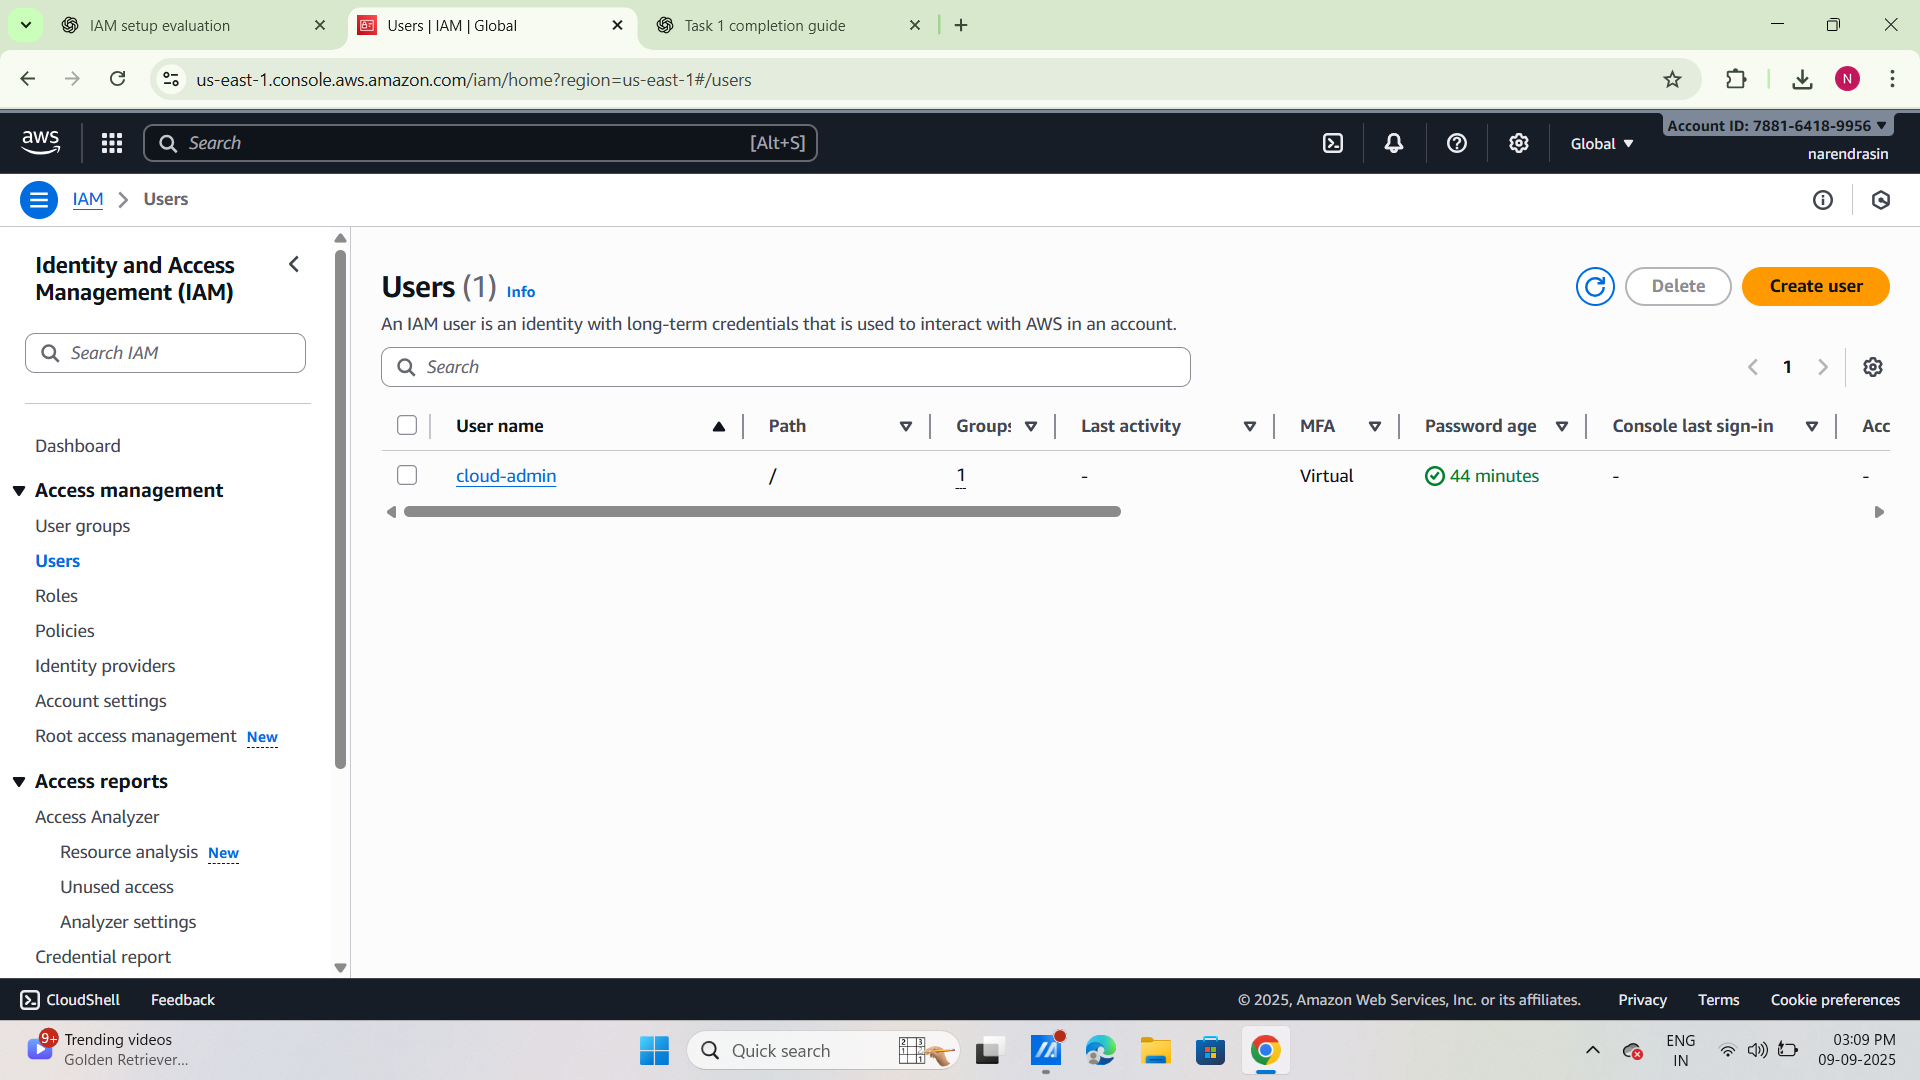 IAM setup evaluation
Users | IAM | Global
Task 1 completion guide
us-east-1.console.aws.amazon.com/iam/home?region=us-east-1#/users
N
aws
Search
[Alt+S]
Global
Account ID: 7881-6418-9956
narendrasin
IAM
Users
Identity and Access
Management (IAM)
Search IAM
Dashboard
Access management
User groups
Users
Roles
Policies
Identity providers
Account settings
Root access management New
Access reports
Access Analyzer
Resource analysis New
Unused access
Analyzer settings
Credential report
Users (1) Info
Delete
Create user
An IAM user is an identity with long-term credentials that is used to interact with AWS in an account.
Search
1
User name Path Groups Last activity MFA Password age Console last sign-in Acc
cloud-admin / 1 - Virtual 44 minutes - -
CloudShell Feedback
© 2025, Amazon Web Services, Inc. or its affiliates. Privacy Terms Cookie preferences
9+
Trending videos
Golden Retriever...
Quick search
ENG
IN
03:09 PM
09-09-2025